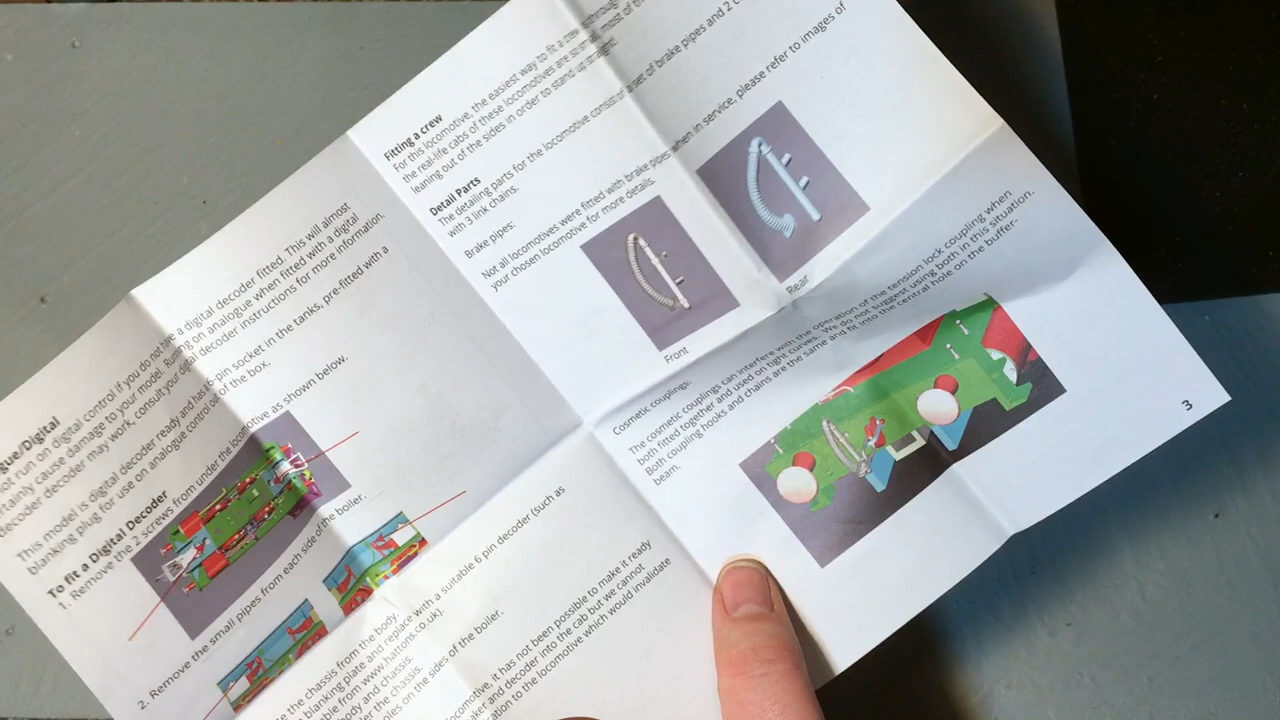 gue/Digital
not run on digital control if you do not have a digital decoder fitted. This will almost
rtainly cause damage to your model. Running on analogue when fitted with a digital
decoder decoder may work, consult your digital decoder instructions for more information.
This model is digital decoder ready and has 6-pin socket in the tanks, pre-fitted with a
blanking plug for use on analogue control out of the box.
To fit a Digital Decoder
1. Remove the 2 screws from under the locomotive as shown below.
2. Remove the small pipes from each side of the boiler.
the chassis from the body.
blanking plate and replace with a suitable 6 pin decoder (such as
able from www.hattons.co.uk).
body and chassis.
the chassis.
on the sides of the boiler.
locomotive, it has not been possible to make it ready
and decoder into the cab but we cannot
to the locomotive which would invalidate
Fitting a crew
For this locomotive, the easiest way to fit a crew
the real-life cabs of these locomotives are so small, most of
leaning out of the sides in order to stand up straight.
Detail Parts
The detailing parts for the locomotive consist of a set of brake pipes and 2
with 3 link chains.
Brake pipes:
Not all locomotives were fitted with brake pipes when in service, please refer to images of
your chosen locomotive for more details.
Front
Rear
Cosmetic couplings:
The cosmetic couplings can interfere with the operation of the tension lock coupling when
both fitted together and used on tight curves. We do not suggest using both in this situation.
Both coupling hooks and chains are the same and fit into the central hole on the buffer-
beam.
3